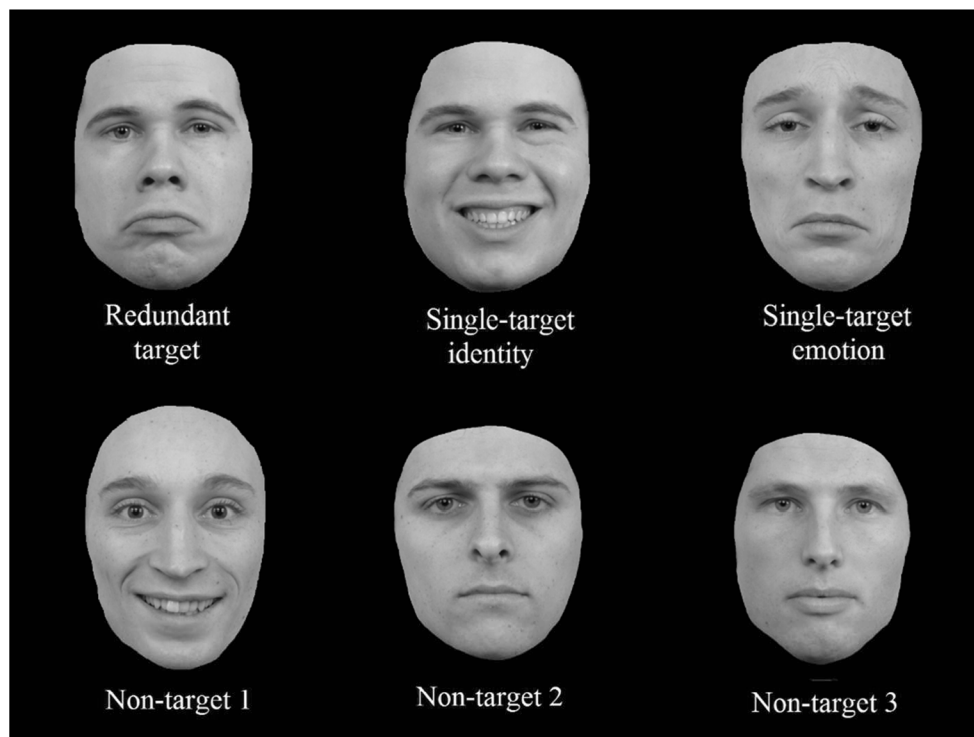 Redundant
target
Single-target
identity
Single-target
emotion
Non-target 1
Non-target 2
Non-target 3